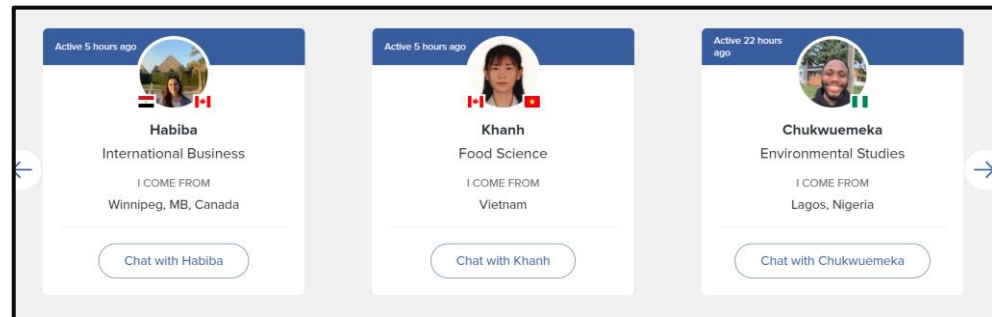 Active 5 hours ago
Habiba
International Business
I COME FROM
Winnipeg, MB, Canada
Chat with Habiba
Active 5 hours ago
Khanh
Food Science
I COME FROM
Vietnam
Chat with Khanh
Active 22 hours
ago
Chukwuemeka
Environmental Studies
I COME FROM
Lagos, Nigeria
Chat with Chukwuemeka